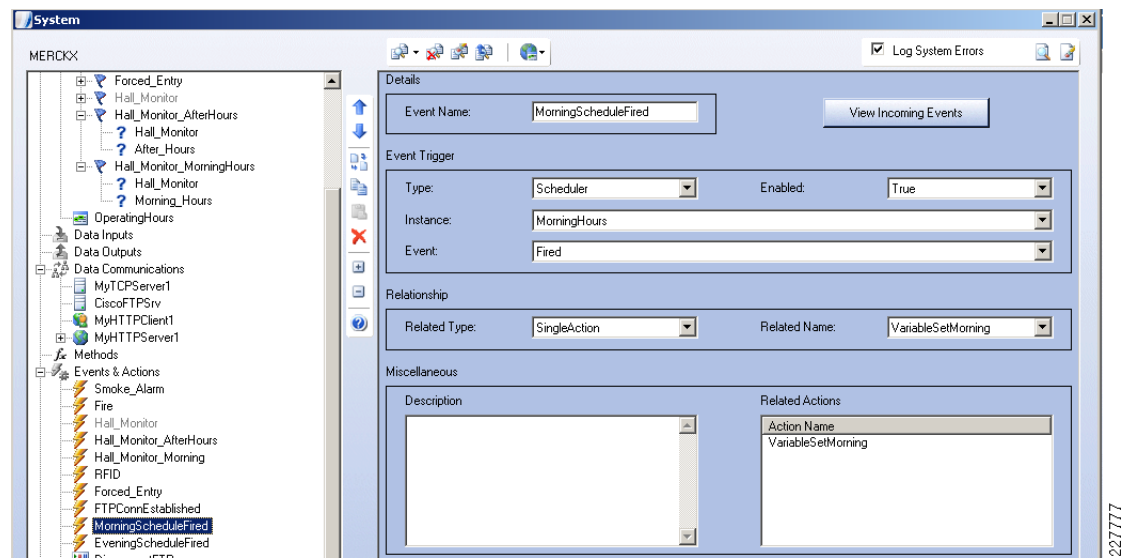 System
MERCKX
Log System Errors
Forced_Entry
Hall_Monitor
Hall_Monitor_AfterHours
? Hall_Monitor
? After_Hours
Hall_Monitor_MorningHours
? Hall_Monitor
? Morning_Hours
OperatingHours
Data Inputs
Data Outputs
Data Communications
MyTCPServer1
CiscoFTPSrv
MyHTTPClient1
MyHTTPServer1
fx Methods
Events & Actions
Smoke_Alarm
Fire
Hall_Monitor
Hall_Monitor_AfterHours
Hall_Monitor_Morning
RFID
Forced_Entry
FTPConnEstablished
MorningScheduleFired
EveningScheduleFired
Details
Event Name: MorningScheduleFired
View Incoming Events
Event Trigger
Type: Scheduler Enabled: True
Instance: MorningHours
Event: Fired
Relationship
Related Type: SingleAction Related Name: VariableSetMorning
Miscellaneous
Description Related Actions
Action Name
VariableSetMorning
227777